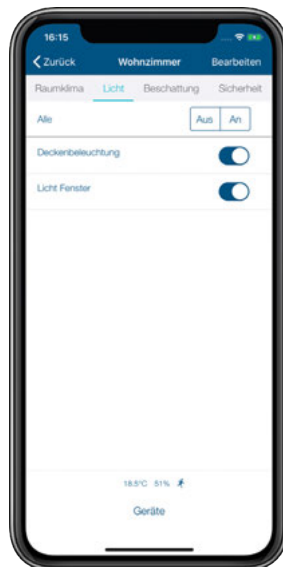 16:15
Zurück Wohnzimmer Bearbeiten
Raumklima Licht Beschattung Sicherheit
Alle Aus An
Deckenbeleuchtung
Licht Fenster
18.5°C 51%
Geräte